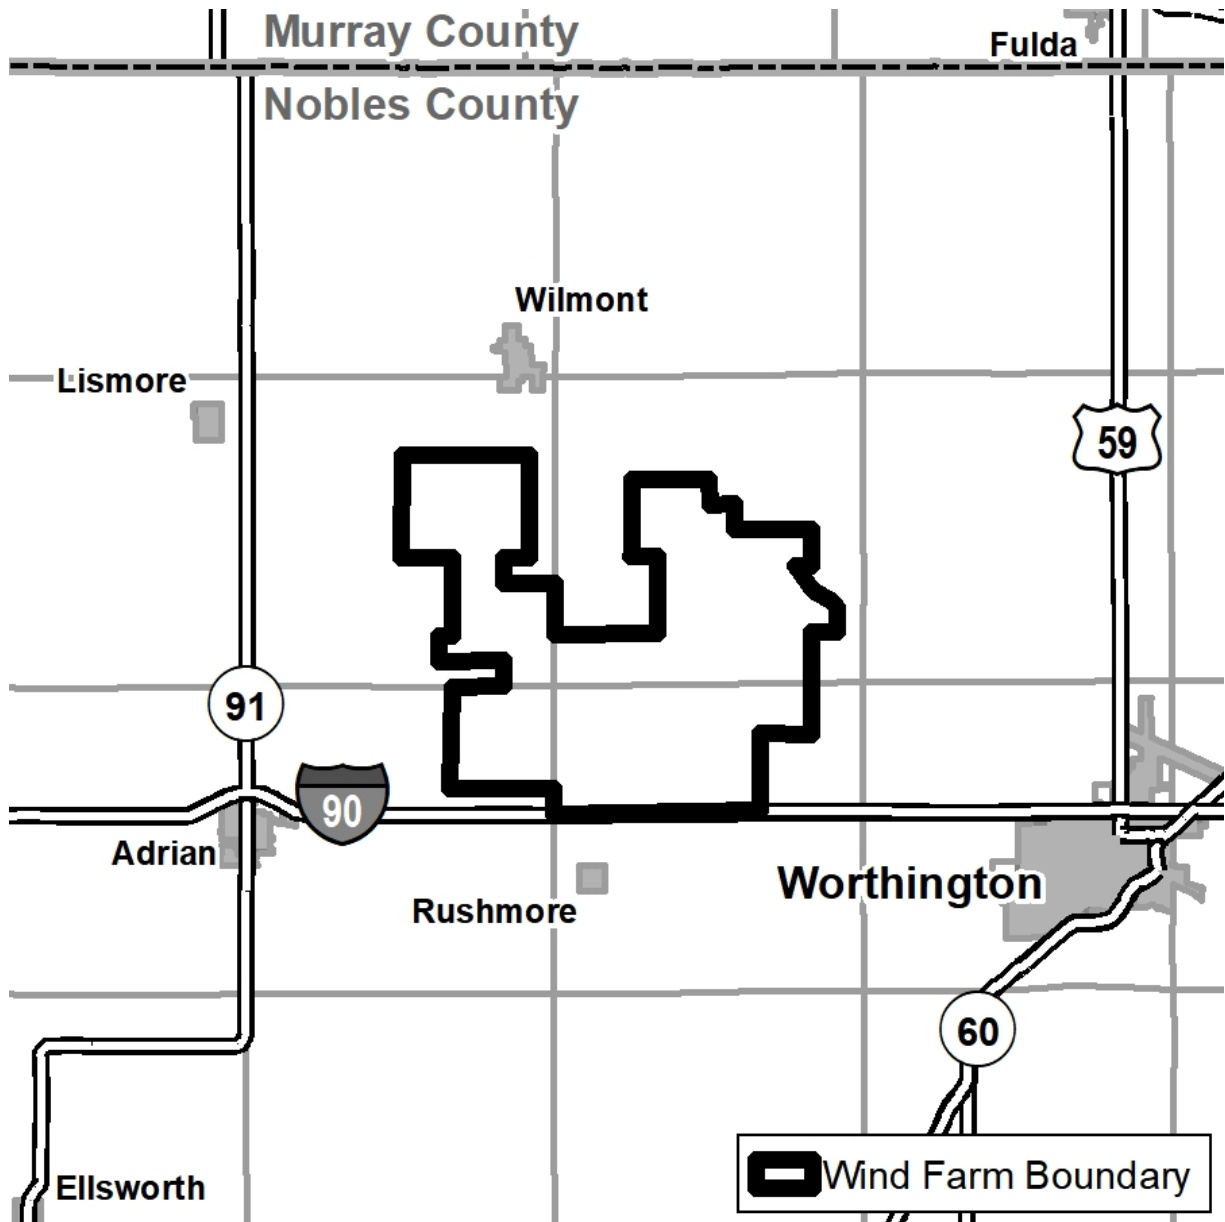 Murray County
Fulda
Nobles County
Wilmont
Lismore
59
91
90
Adrian
Worthington
Rushmore
60
Ellsworth
Wind Farm Boundary